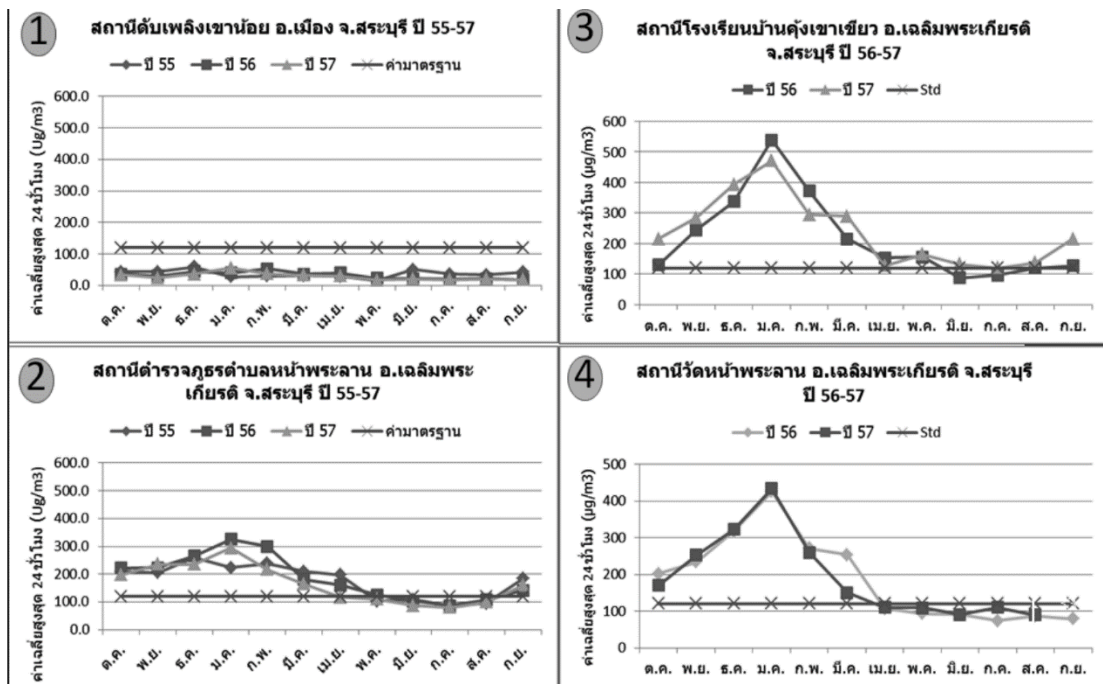 1
สถานีดับเพลิงเขาน้อย อ.เมือง จ.สระบุรี ปี 55-57
ปี 55 ปี 56 ปี 57 ค่ามาตรฐาน
ค่าเฉลี่ยสูงสุด 24 ชั่วโมง (Ug/m3)
600.0
500.0
400.0
300.0
200.0
100.0
0.0
ต.ค. พ.ย. ธ.ค. ม.ค. ก.พ. มี.ค. เม.ย. พ.ค. มิ.ย. ก.ค. ส.ค. ก.ย.
2
สถานีตำรวจภูธรตำบลหน้าพระลาน อ.เฉลิมพระ
เกียรติ จ.สระบุรี ปี 55-57
ปี 55 ปี 56 ปี 57 ค่ามาตรฐาน
ค่าเฉลี่ยสูงสุด 24 ชั่วโมง (Ug/m3)
600.0
500.0
400.0
300.0
200.0
100.0
0.0
ต.ค. พ.ย. ธ.ค. ม.ค. ก.พ. มี.ค. เม.ย. พ.ค. มิ.ย. ก.ค. ส.ค. ก.ย.
3
สถานีโรงเรียนบ้านคุ้งเขาเขียว อ.เฉลิมพระเกียรติ
จ.สระบุรี ปี 56-57
ปี 56 ปี 57 Std
ค่าเฉลี่ยสูงสุด 24 ชั่วโมง (µg/m3)
600
500
400
300
200
100
0
ต.ค. พ.ย. ธ.ค. ม.ค. ก.พ. มี.ค. เม.ย. พ.ค. มิ.ย. ก.ค. ส.ค. ก.ย.
4
สถานีวัดหน้าพระลาน อ.เฉลิมพระเกียรติ จ.สระบุรี
ปี 56-57
ปี 56 ปี 57 Std
ค่าเฉลี่ยสูงสุด 24 ชั่วโมง (µg/m3)
500
400
300
200
100
0
ต.ค. พ.ย. ธ.ค. ม.ค. ก.พ. มี.ค. เม.ย. พ.ค. มิ.ย. ก.ค. ส.ค. ก.ย.